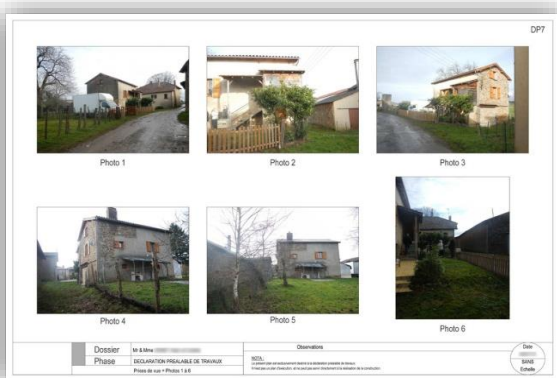 DP7
Photo 1
Photo 2
Photo 3
Photo 4
Photo 5
Photo 6
Dossier
Mr & Mme
Phase
DECLARATION PREALABLE DE TRAVAUX
Prises de vue • Photos 1 à 6
Observations
NOTA :
Date
SANS
Echelle